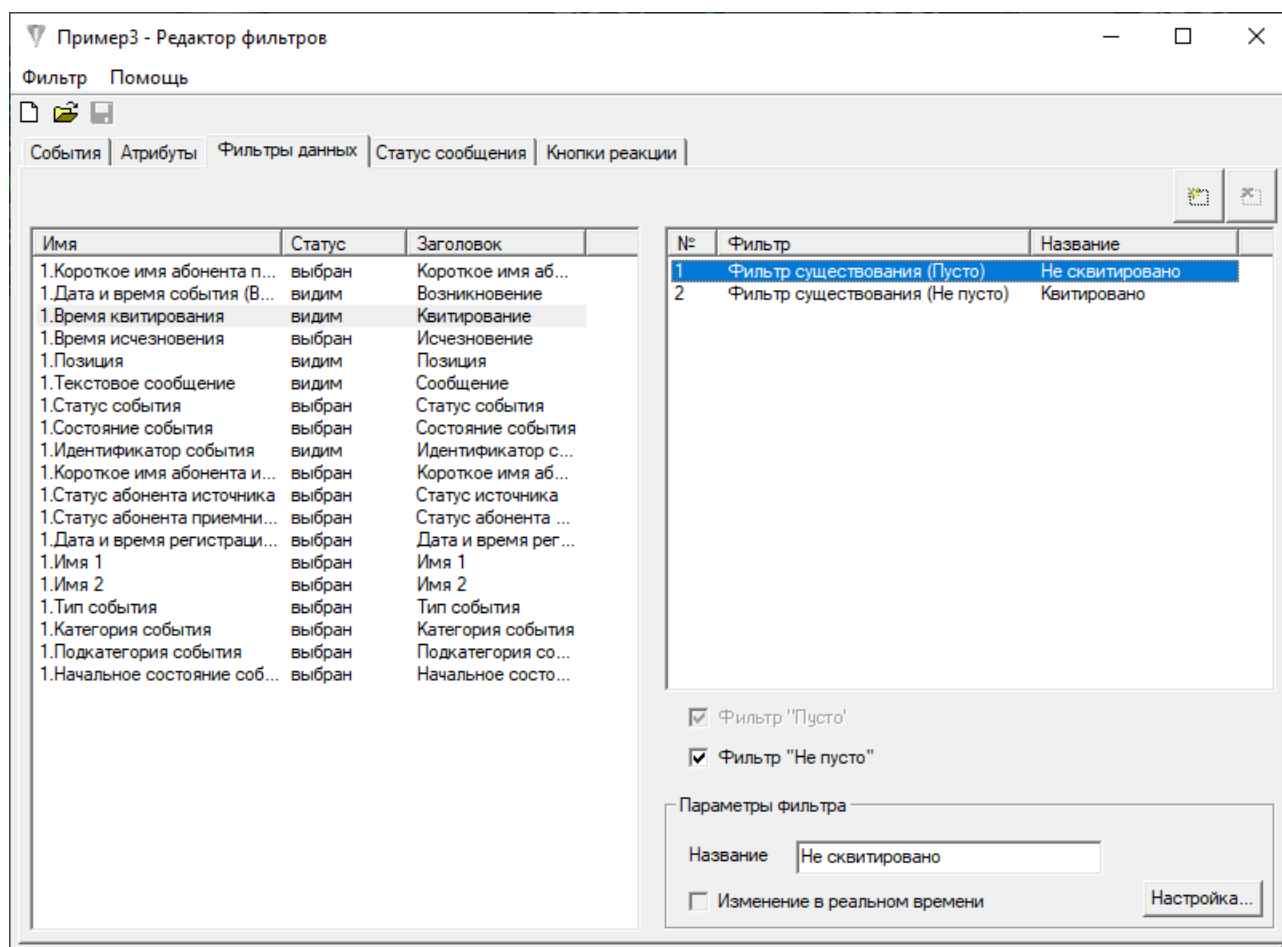 Пример3 - Редактор фильтров
Фильтр Помощь
События Атрибуты Фильтры данных Статус сообщения Кнопки реакции
Имя Статус Заголовок
1.Короткое имя абонента п... выбран Короткое имя аб...
1.Дата и время события (В... видим Возникновение
1.Время квитирования видим Квитирование
1.Время исчезновения выбран Исчезновение
1.Позиция видим Позиция
1.Текстовое сообщение видим Сообщение
1.Статус события выбран Статус события
1.Состояние события выбран Состояние события
1.Идентификатор события видим Идентификатор с...
1.Короткое имя абонента и... выбран Короткое имя аб...
1.Статус абонента источника выбран Статус источника
1.Статус абонента приемни... выбран Статус абонента ...
1.Дата и время регистраци... выбран Дата и время рег...
1.Имя 1 выбран Имя 1
1.Имя 2 выбран Имя 2
1.Тип события выбран Тип события
1.Категория события выбран Категория события
1.Подкатегория события выбран Подкатегория со...
1.Начальное состояние соб... выбран Начальное состо...
№ Фильтр Название
1 Фильтр существования (Пусто) Не сквитировано
2 Фильтр существования (Не пусто) Квитировано
Фильтр "Пусто'
Фильтр "Не пусто"
Параметры фильтра
Название Не сквитировано
Изменение в реальном времени Настройка...